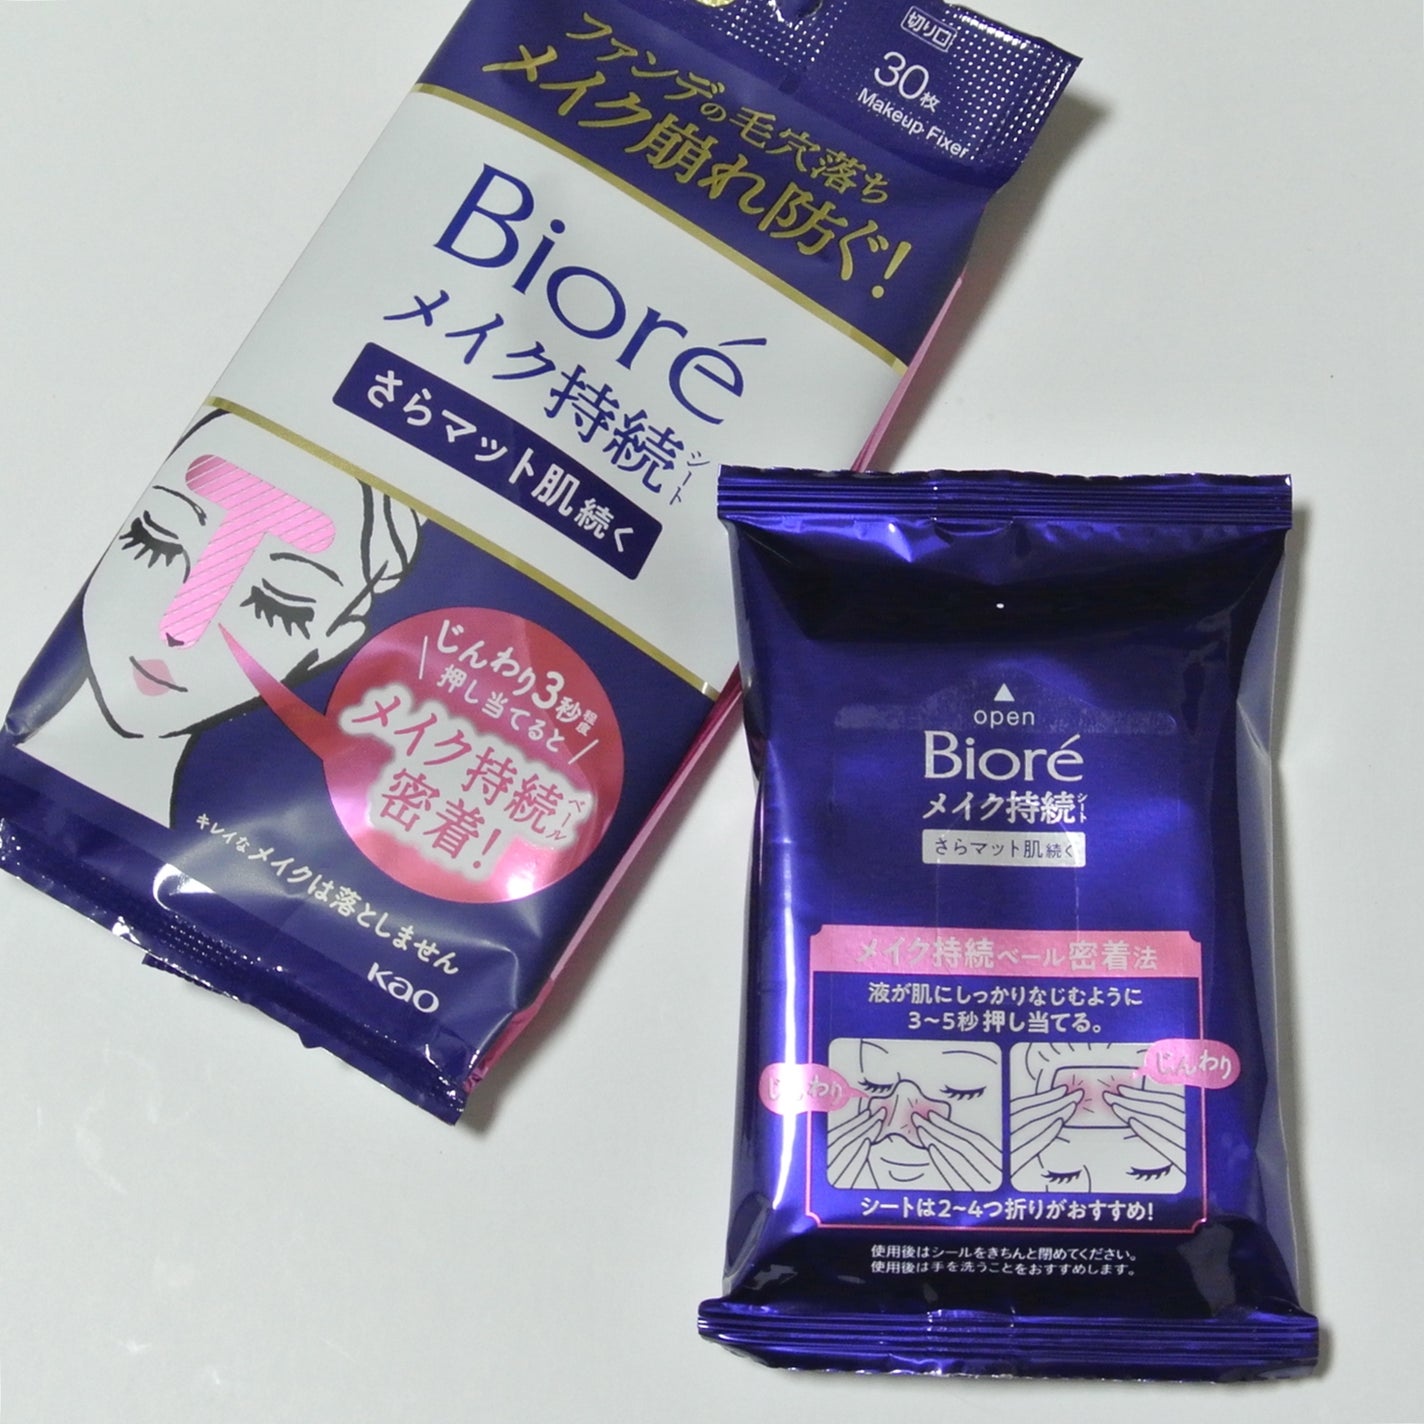 切り口
30枚
Makeup Fixer
ファンデの毛穴落ち
メイク崩れ防ぐ!
Bioré
メイク持続シート
さらマット肌続く
じんわり3秒程度
押し当てると
メイク持続ベール
密着!
キレイなメイクは落としません
Kao
open
Bioré
メイク持続シート
さらマット肌続く
メイク持続ベール密着法
液が肌にしっかりなじむように
3~5秒押し当てる。
じんわり
じんわり
シートは2~4つ折りがおすすめ!
使用後はシールをきちんと閉めてください。
使用後は手を洗うことをおすすめします。